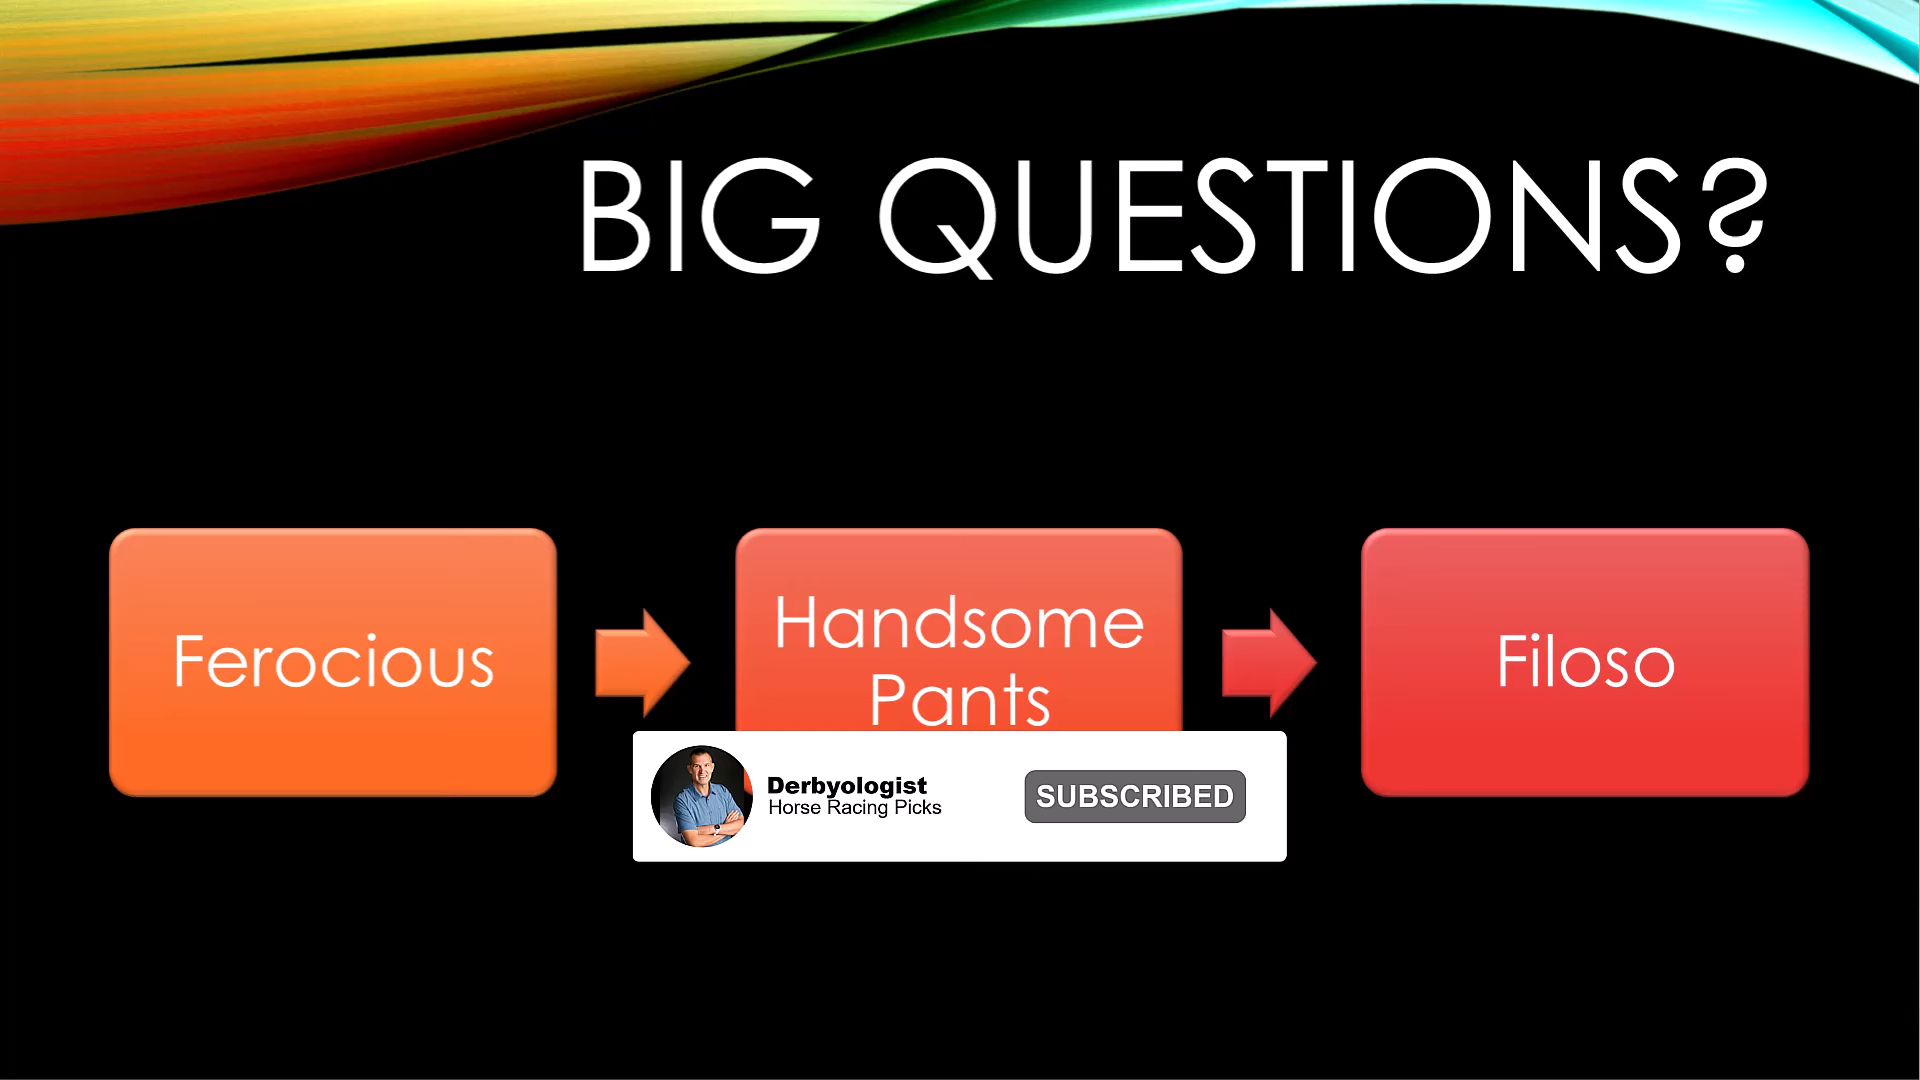 BIG QUESTIONS?
Ferocious
Handsome
Pants
Filoso
Derbyologist
Horse Racing Picks
SUBSCRIBED